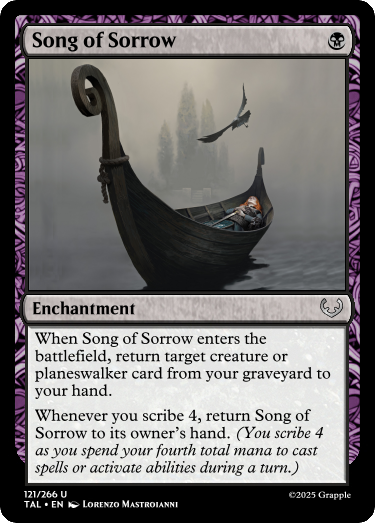 Song of Sorrow
Enchantment
When Song of Sorrow enters the
battlefield, return target creature or
planeswalker card from your graveyard to
your hand.
Whenever you scribe 4, return Song of
Sorrow to its owner's hand. (You scribe 4
as you spend your fourth total mana to cast
spells or activate abilities during a turn.)
121/266 U
TAL • EN Lorenzo Mastroianni
©2025 Grapple